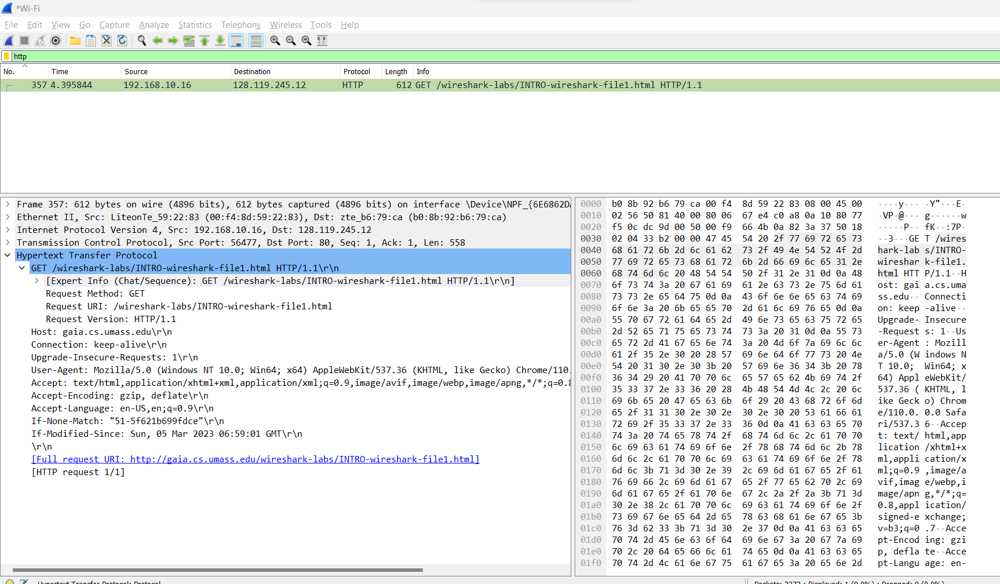 *Wi-Fi
File Edit View Go Capture Analyze Statistics Telephony Wireless Tools Help
http
No. Time Source Destination Protocol Length Info
357 4.395844 192.168.10.16 128.119.245.12 HTTP 612 GET /wireshark-labs/INTRO-wireshark-file1.html HTTP/1.1
Frame 357: 612 bytes on wire (4896 bits), 612 bytes captured (4896 bits) on interface \Device\NPF_{6E6862DA
Ethernet II, Src: LiteonTe_59:22:83 (00:f4:8d:59:22:83), Dst: zte_b6:79:ca (b0:8b:92:b6:79:ca)
Internet Protocol Version 4, Src: 192.168.10.16, Dst: 128.119.245.12
Transmission Control Protocol, Src Port: 56477, Dst Port: 80, Seq: 1, Ack: 1, Len: 558
Hypertext Transfer Protocol
GET /wireshark-labs/INTRO-wireshark-file1.html HTTP/1.1\r\n
[Expert Info (Chat/Sequence): GET /wireshark-labs/INTRO-wireshark-file1.html HTTP/1.1\r\n]
Request Method: GET
Request URI: /wireshark-labs/INTRO-wireshark-file1.html
Request Version: HTTP/1.1
Host: gaia.cs.umass.edu\r\n
Connection: keep-alive\r\n
Upgrade-Insecure-Requests: 1\r\n
User-Agent: Mozilla/5.0 (Windows NT 10.0; Win64; x64) AppleWebKit/537.36 (KHTML, like Gecko) Chrome/110.
Accept: text/html,application/xhtml+xml,application/xml;q=0.9,image/avif,image/webp,image/apng,*/*;q=0.8
Accept-Encoding: gzip, deflate\r\n
Accept-Language: en-US,en;q=0.9\r\n
If-None-Match: "51-5f621b699fdce"\r\n
If-Modified-Since: Sun, 05 Mar 2023 06:59:01 GMT\r\n
\r\n
[Full request URI: http://gaia.cs.umass.edu/wireshark-labs/INTRO-wireshark-file1.html]
[HTTP request 1/1]
0000 b0 8b 92 b6 79 ca 00 f4 8d 59 22 83 08 00 45 00 ····y··· ·Y"···E·
0010 02 56 50 81 40 00 80 06 67 e4 c0 a8 0a 10 80 77 ·VP·@··· g······w
0020 f5 0c dc 9d 00 50 00 f9 66 4b 0a 82 3a 37 50 18 ·····P·· fK··:7P·
0030 02 04 33 b2 00 00 47 45 54 20 2f 77 69 72 65 73 ··3···GE T /wires
0040 68 61 72 6b 2d 6c 61 62 73 2f 49 4e 54 52 4f 2d hark-lab s/INTRO-
0050 77 69 72 65 73 68 61 72 6b 2d 66 69 6c 65 31 2e wireshar k-file1.
0060 68 74 6d 6c 20 48 54 54 50 2f 31 2e 31 0d 0a 48 html HTT P/1.1··H
0070 6f 73 74 3a 20 67 61 69 61 2e 63 73 2e 75 6d 61 ost: gai a.cs.uma
0080 73 73 2e 65 64 75 0d 0a 43 6f 6e 6e 65 63 74 69 ss.edu·· Connecti
0090 6f 6e 3a 20 6b 65 65 70 2d 61 6c 69 76 65 0d 0a on: keep -alive··
00a0 55 70 67 72 61 64 65 2d 49 6e 73 65 63 75 72 65 Upgrade- Insecure
00b0 2d 52 65 71 75 65 73 74 73 3a 20 31 0d 0a 55 73 -Request s: 1··Us
00c0 65 72 2d 41 67 65 6e 74 3a 20 4d 6f 7a 69 6c 6c er-Agent : Mozill
00d0 61 2f 35 2e 30 20 28 57 69 6e 64 6f 77 73 20 4e a/5.0 (W indows N
00e0 54 20 31 30 2e 30 3b 20 57 69 6e 36 34 3b 20 78 T 10.0;  Win64; x
00f0 36 34 29 20 41 70 70 6c 65 57 65 62 4b 69 74 2f 64) Appl eWebKit/
0100 35 33 37 2e 33 36 20 28 4b 48 54 4d 4c 2c 20 6c 537.36 ( KHTML, l
0110 69 6b 65 20 47 65 63 6b 6f 29 20 43 68 72 6f 6d ike Geck o) Chrom
0120 65 2f 31 31 30 2e 30 2e 30 2e 30 20 53 61 66 61 e/110.0. 0.0 Safa
0130 72 69 2f 35 33 37 2e 33 36 0d 0a 41 63 63 65 70 ri/537.3 6··Accep
0140 74 3a 20 74 65 78 74 2f 68 74 6d 6c 2c 61 70 70 t: text/ html,app
0150 6c 69 63 61 74 69 6f 6e 2f 78 68 74 6d 6c 2b 78 lication /xhtml+x
0160 6d 6c 2c 61 70 70 6c 69 63 61 74 69 6f 6e 2f 78 ml,appli cation/x
0170 6d 6c 3b 71 3d 30 2e 39 2c 69 6d 61 67 65 2f 61 ml;q=0.9 ,image/a
0180 76 69 66 2c 69 6d 61 67 65 2f 77 65 62 70 2c 69 vif,imag e/webp,i
0190 6d 61 67 65 2f 61 70 6e 67 2c 2a 2f 2a 3b 71 3d mage/apn g,*/*;q=
01a0 30 2e 38 2c 61 70 70 6c 69 63 61 74 69 6f 6e 2f 0.8,appl ication/
01b0 73 69 67 6e 65 64 2d 65 78 63 68 61 6e 67 65 3b signed-e xchange;
01c0 76 3d 62 33 3b 71 3d 30 2e 37 0d 0a 41 63 63 65 v=b3;q=0 .7··Acce
01d0 70 74 2d 45 6e 63 6f 64 69 6e 67 3a 20 67 7a 69 pt-Encod ing: gzi
01e0 70 2c 20 64 65 66 6c 61 74 65 0d 0a 41 63 63 65 p, defla te··Acce
01f0 70 74 2d 4c 61 6e 67 75 61 67 65 3a 20 65 6e 2d pt-Langu age: en-
Hypertext Transfer Protocol: Protocol